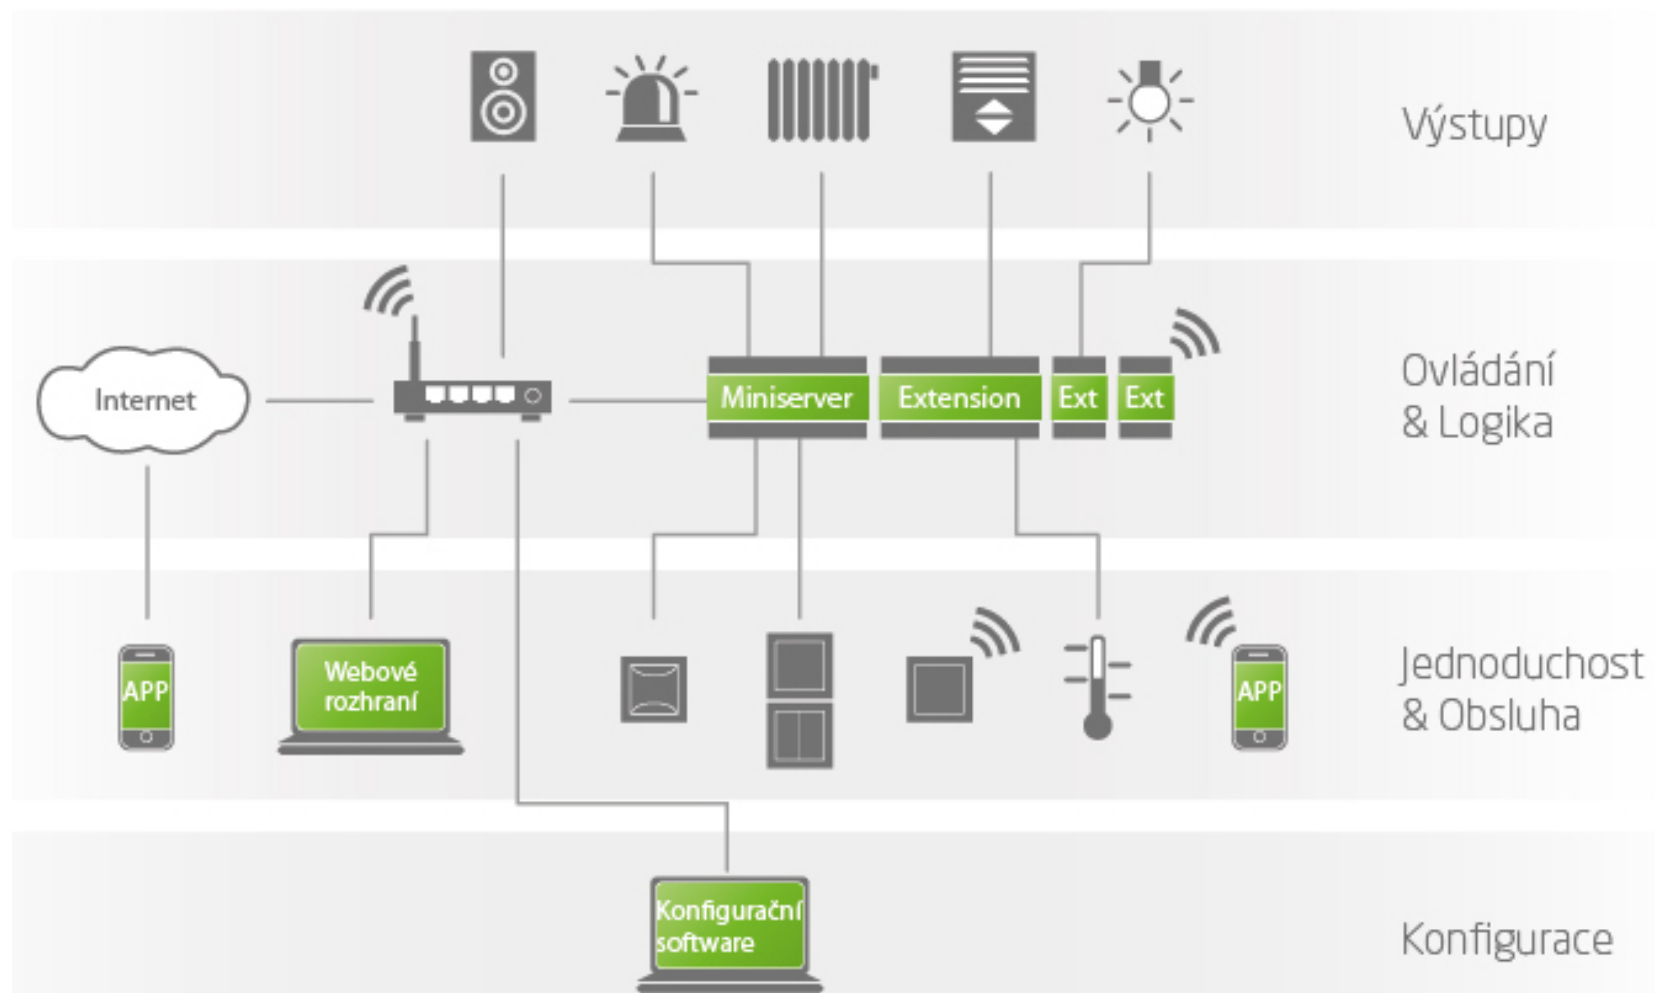 Výstupy
Internet
Miniserver
Extension
Ext
Ext
Ovládání
& Logika
APP
Webové
rozhraní
APP
Jednoduchost
& Obsluha
Konfigurační
software
Konfigurace